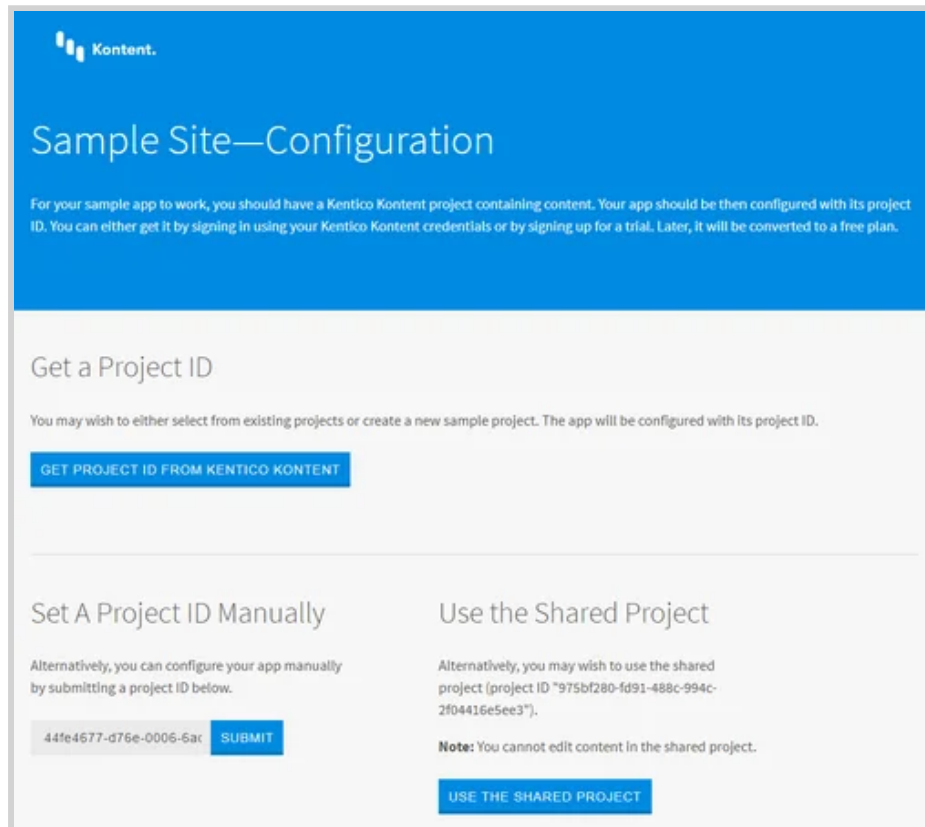 Kontent.
Sample Site—Configuration
For your sample app to work, you should have a Kentico Kontent project containing content. Your app should be then configured with its project
ID. You can either get it by signing in using your Kentico Kontent credentials or by signing up for a trial. Later, it will be converted to a free plan.
Get a Project ID
You may wish to either select from existing projects or create a new sample project. The app will be configured with its project ID.
GET PROJECT ID FROM KENTICO KONTENT
Set A Project ID Manually
Alternatively, you can configure your app manually
by submitting a project ID below.
44fe4677-d76e-0006-6ac
SUBMIT
Use the Shared Project
Alternatively, you may wish to use the shared
project (project ID "975bf280-fd91-488c-994c-
2f04416e5ee3").
Note: You cannot edit content in the shared project.
USE THE SHARED PROJECT